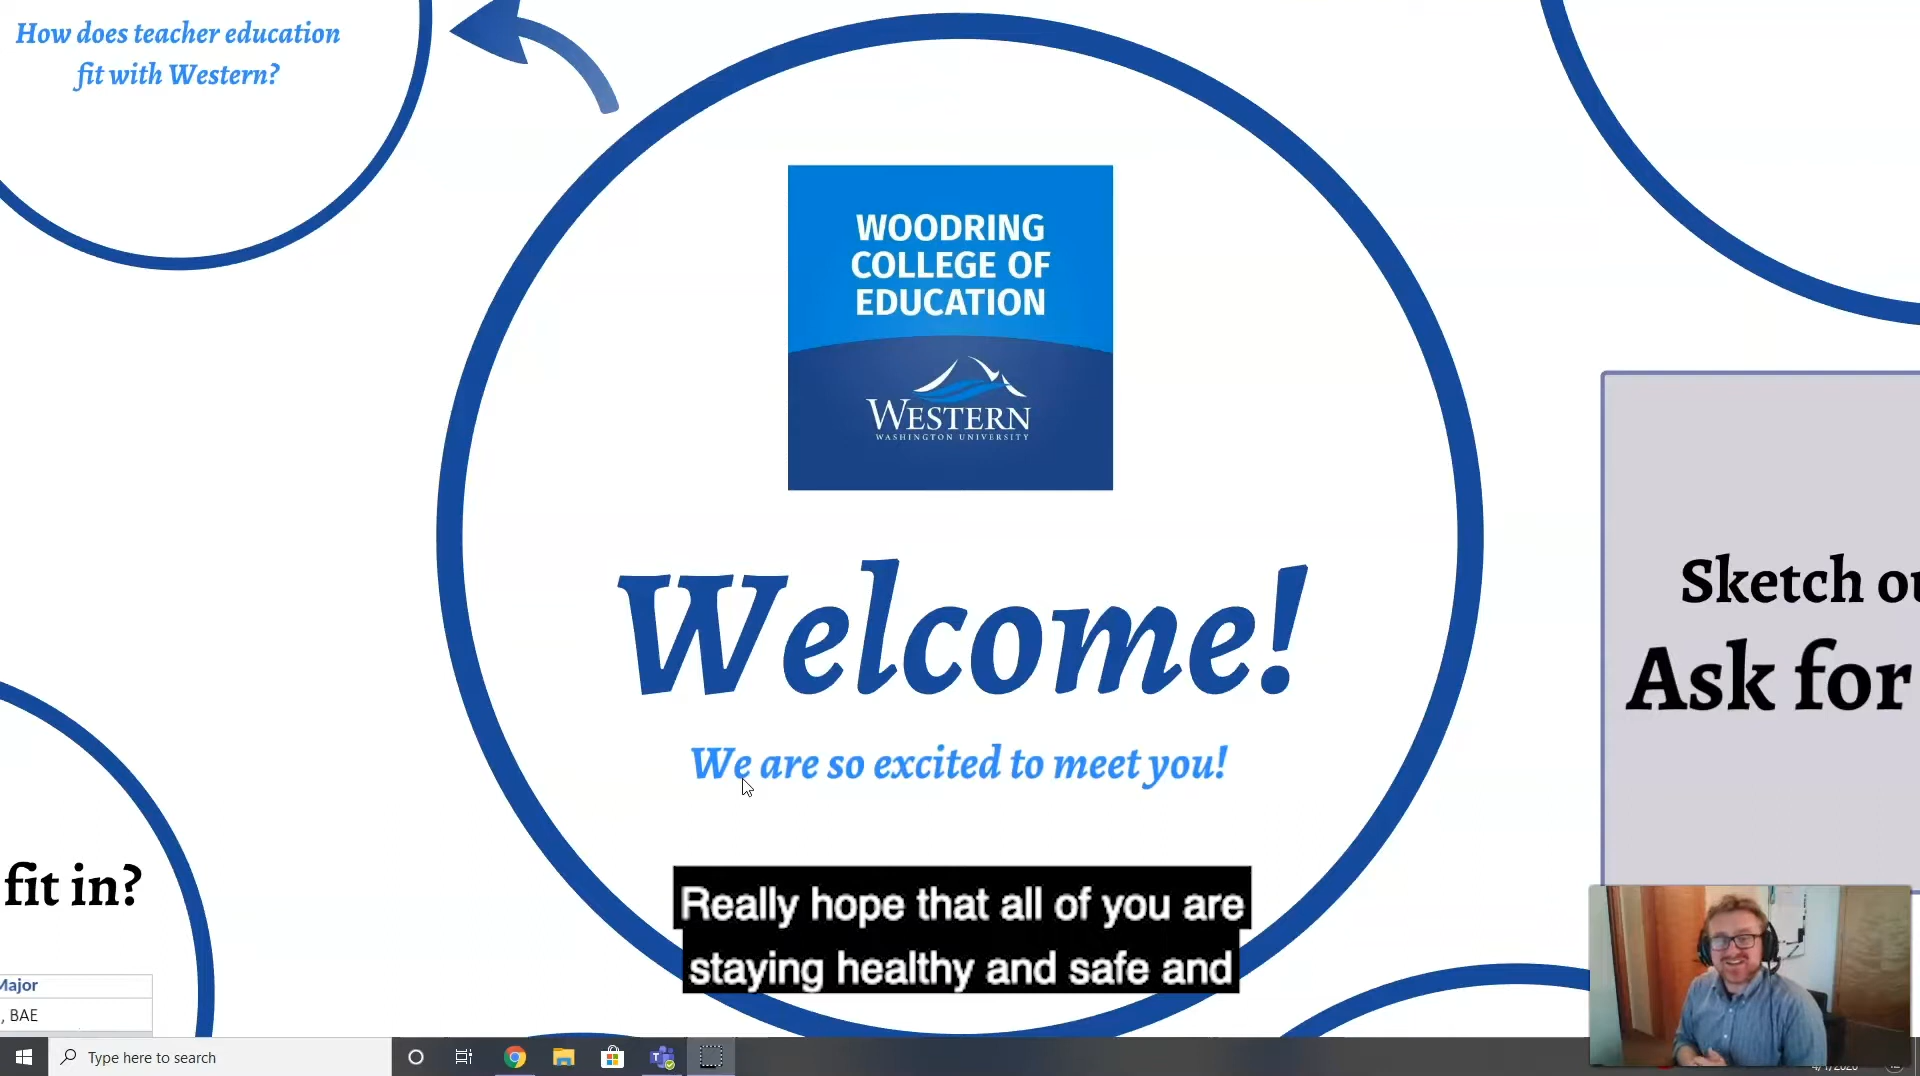 How does teacher education
fit with Western?
WOODRING
COLLEGE OF
EDUCATION
WESTERN
WASHINGTON UNIVERSITY
Welcome!
We are so excited to meet you!
Sketch
Ask for
fit in?
Major
, BAE
Really hope that all of you are
staying healthy and safe and
Type here to search